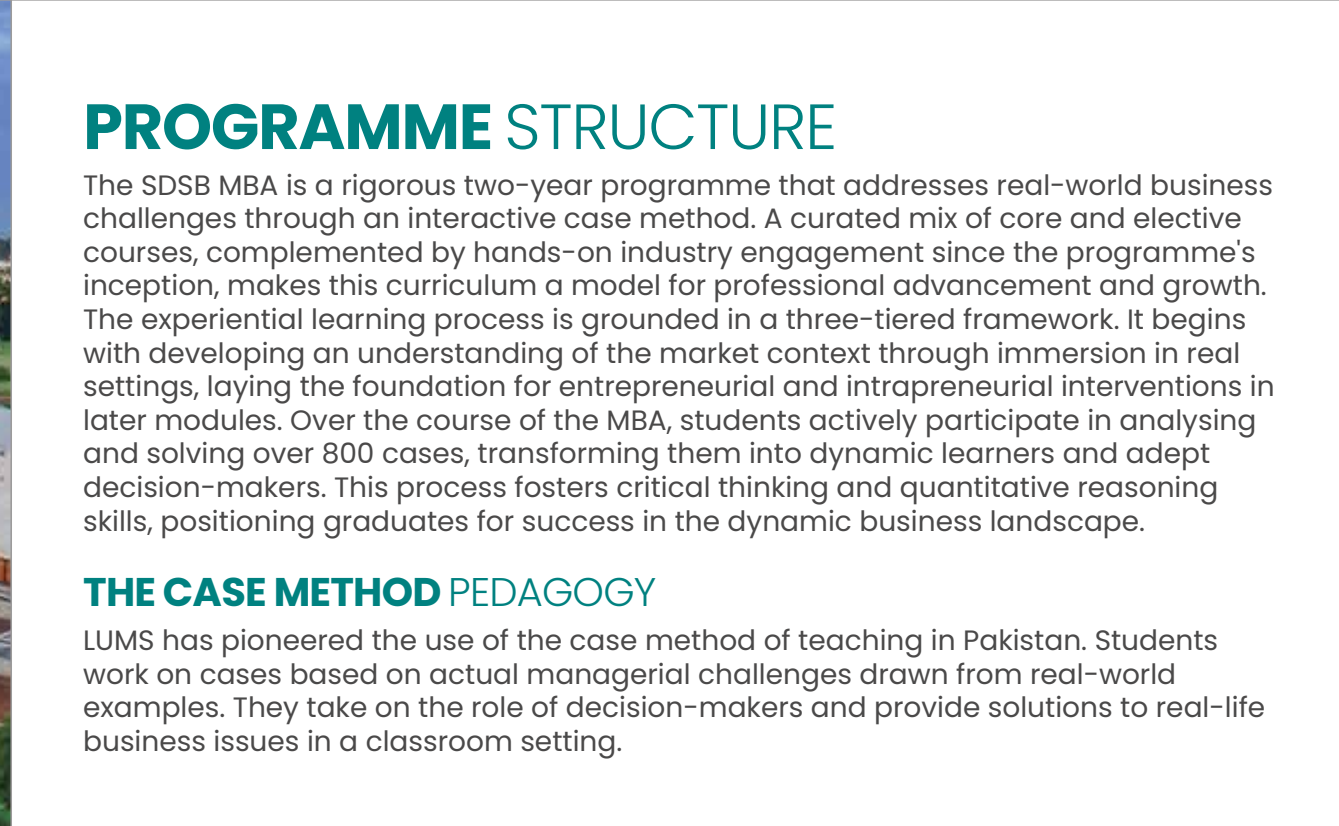 PROGRAMME STRUCTURE
The SDSB MBA is a rigorous two-year programme that addresses real-world business
challenges through an interactive case method. A curated mix of core and elective
courses, complemented by hands-on industry engagement since the programme's
inception, makes this curriculum a model for professional advancement and growth.
The experiential learning process is grounded in a three-tiered framework. It begins
with developing an understanding of the market context through immersion in real
settings, laying the foundation for entrepreneurial and intrapreneurial interventions in
later modules. Over the course of the MBA, students actively participate in analysing
and solving over 800 cases, transforming them into dynamic learners and adept
decision-makers. This process fosters critical thinking and quantitative reasoning
skills, positioning graduates for success in the dynamic business landscape.
THE CASE METHOD PEDAGOGY
LUMS has pioneered the use of the case method of teaching in Pakistan. Students
work on cases based on actual managerial challenges drawn from real-world
examples. They take on the role of decision-makers and provide solutions to real-life
business issues in a classroom setting.